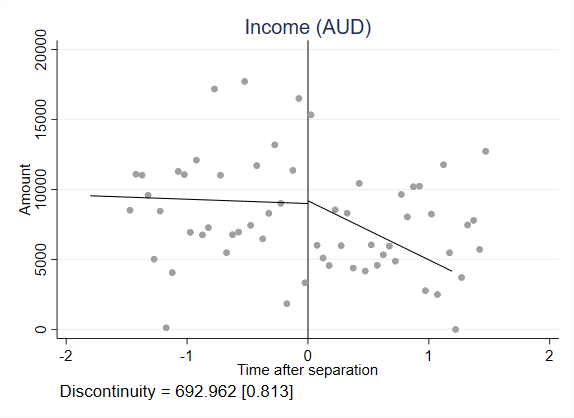 Income (AUD)
20000
15000
10000
5000
0
Amount
-2 -1 0 1 2
Time after separation
Discontinuity = 692.962 [0.813]